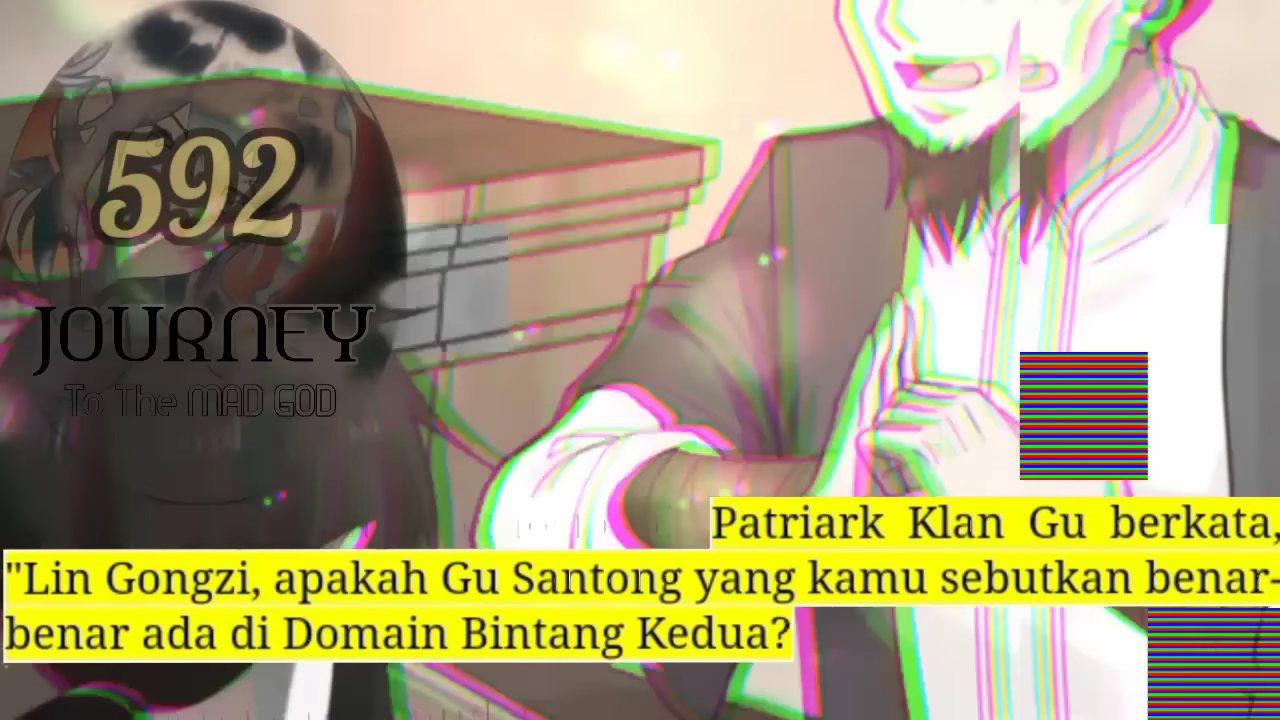 592
JOURNEY
To The MAD GOD
Patriark Klan Gu berkata,
"Lin Gongzi, apakah Gu Santong yang kamu sebutkan benar-
benar ada di Domain Bintang Kedua?